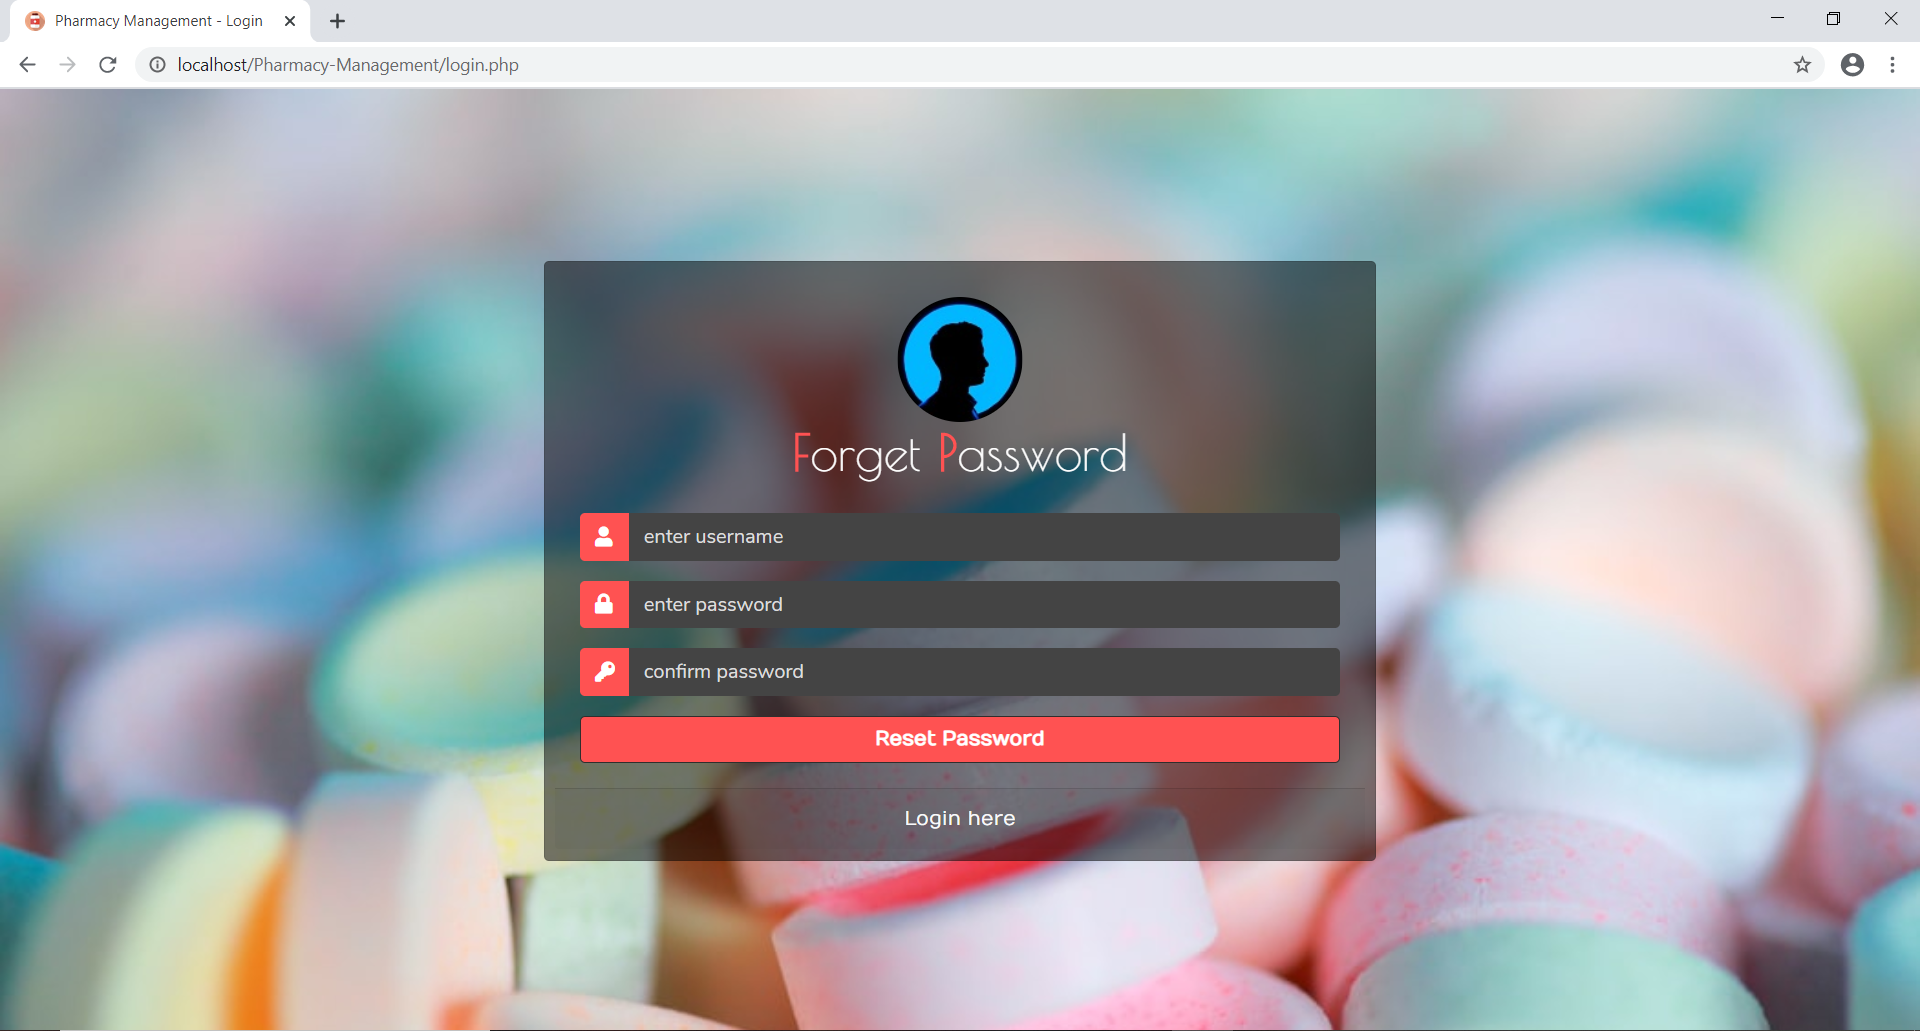 Pharmacy Management - Login
localhost/Pharmacy-Management/login.php
Forget Password
enter username
enter password
confirm password
Reset Password
Login here